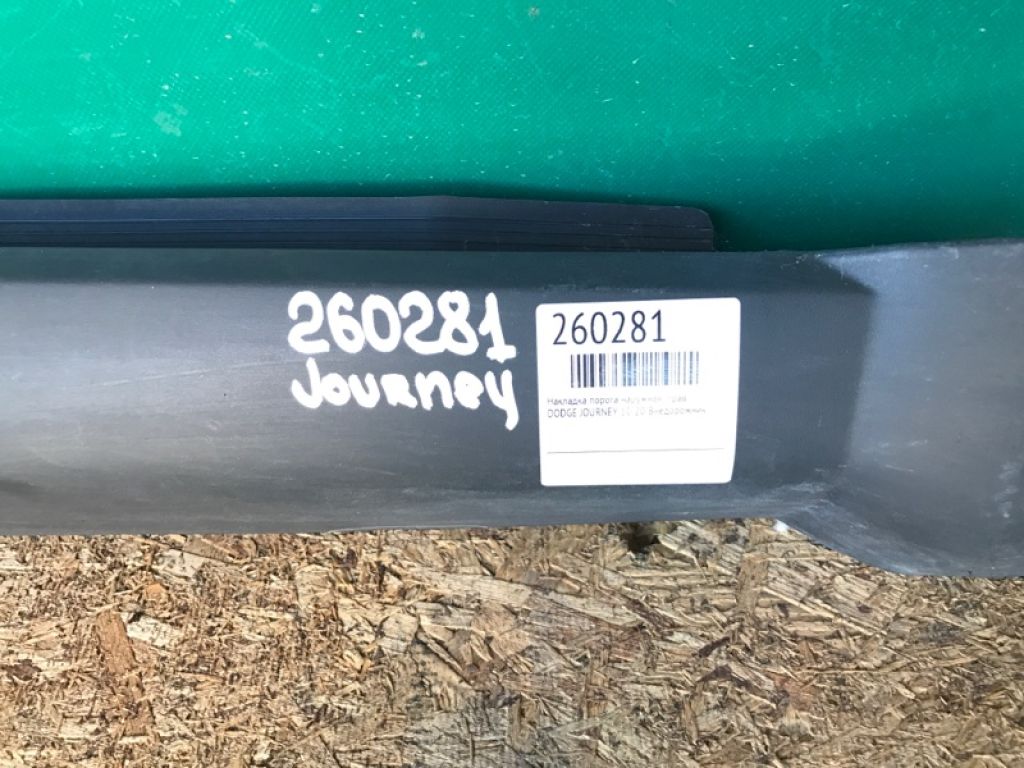 260281
Journey
260281
Накладка порога наружная прав
DODGE JOURNEY 10-20 Внедорожник